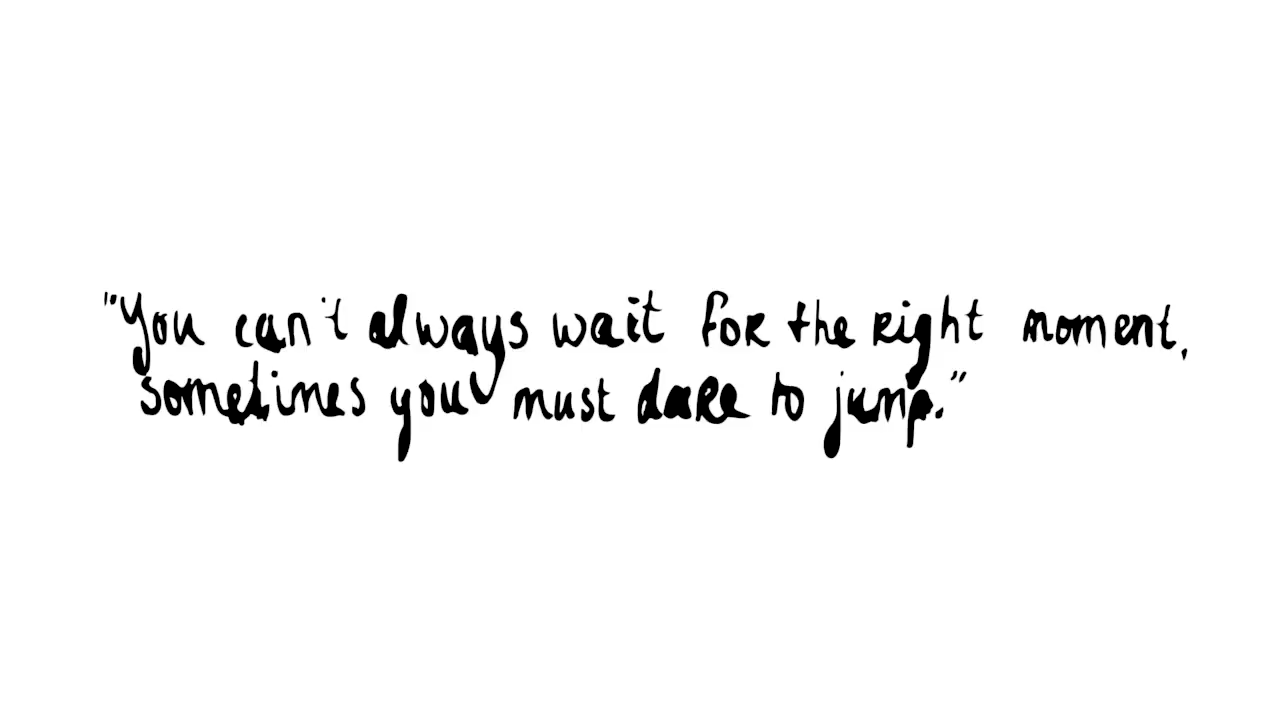 "You can't always wait for the right moment,
sometimes you must dare to jump."